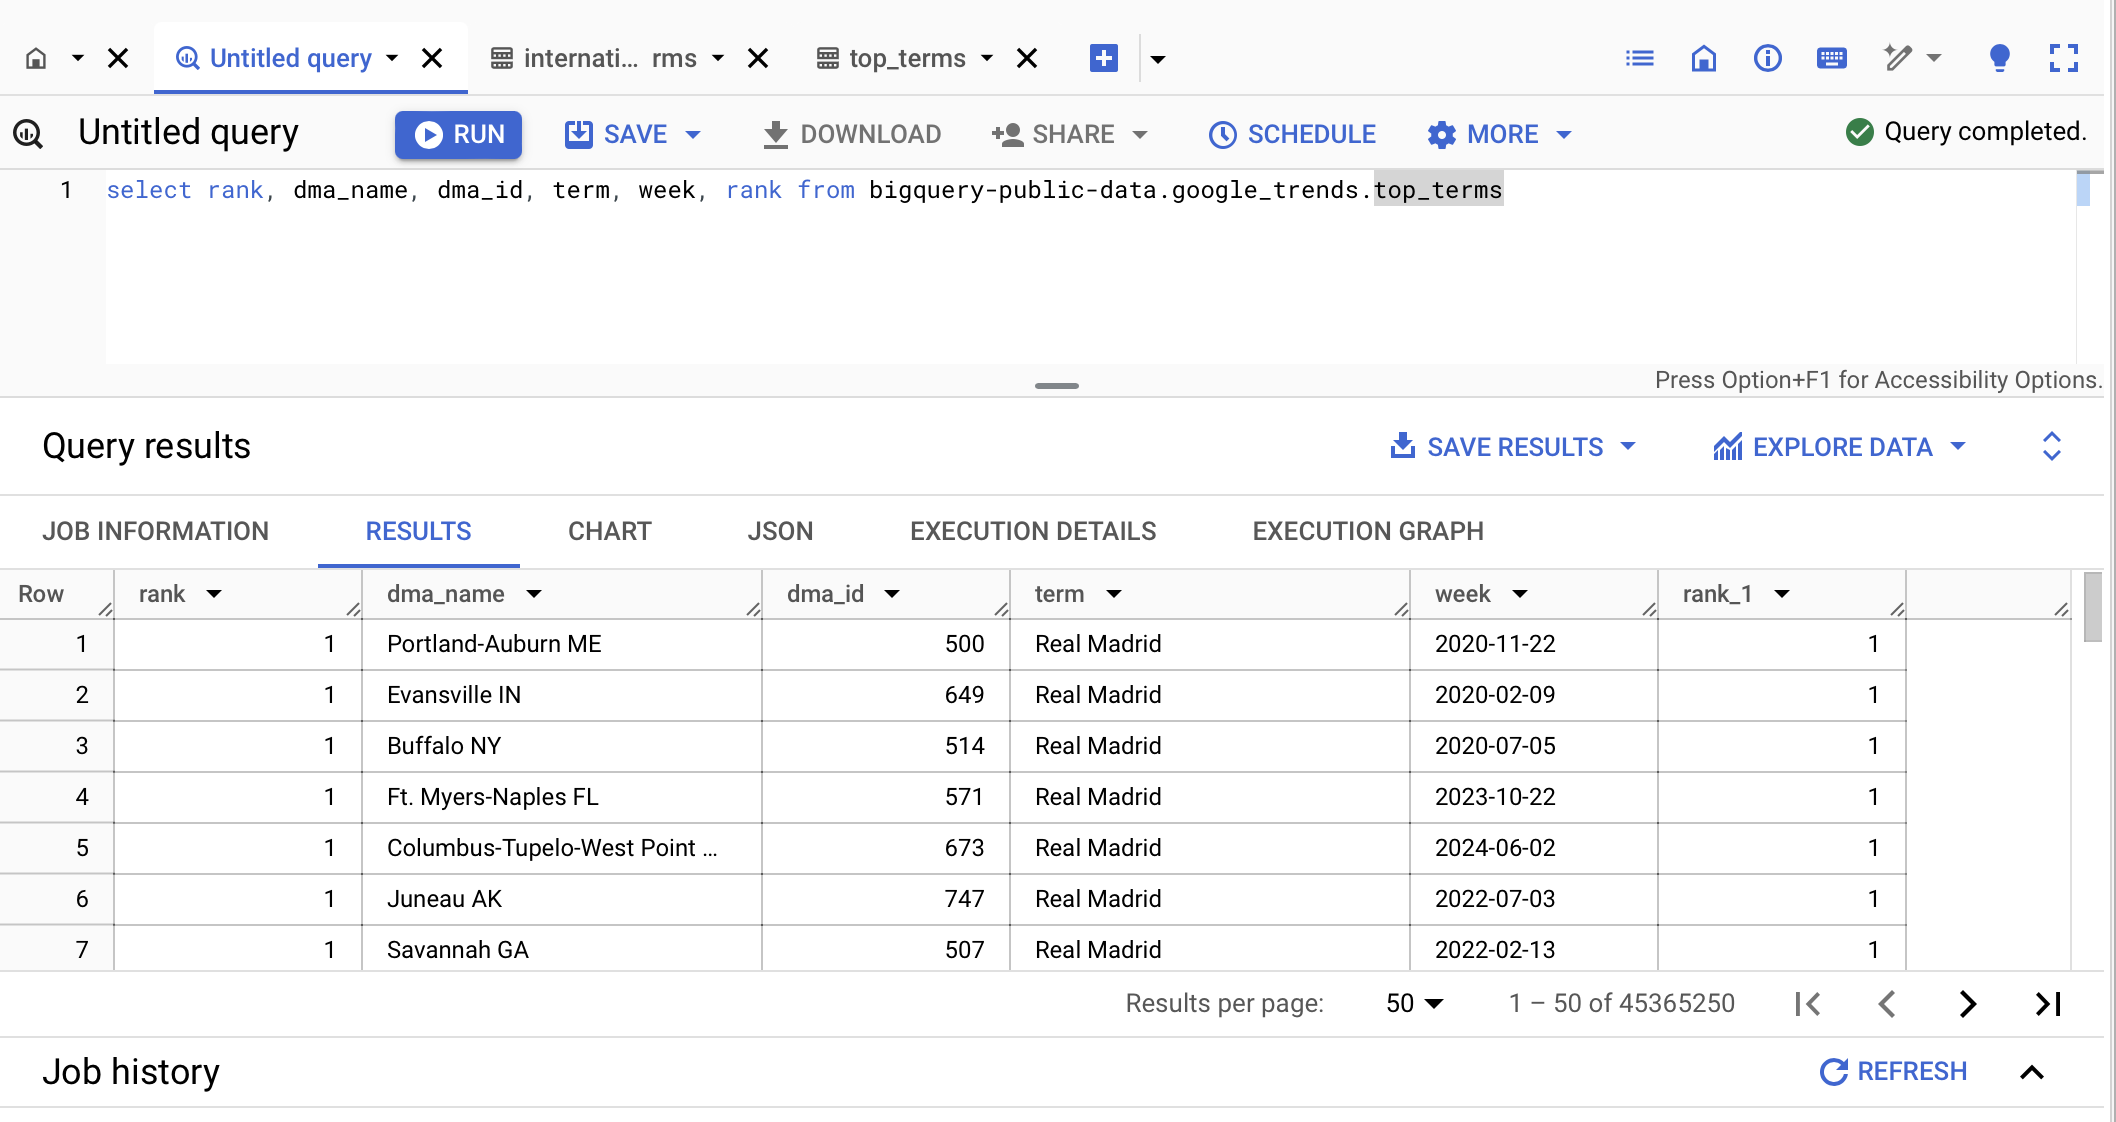 Untitled query internati... rms top_terms
Untitled query RUN SAVE DOWNLOAD SHARE SCHEDULE MORE Query completed.
1 select rank, dma_name, dma_id, term, week, rank from bigquery-public-data.google_trends.top_terms
Press Option+F1 for Accessibility Options.
Query results SAVE RESULTS EXPLORE DATA
JOB INFORMATION RESULTS CHART JSON EXECUTION DETAILS EXECUTION GRAPH
Row rank dma_name dma_id term week rank_1
1 1 Portland-Auburn ME 500 Real Madrid 2020-11-22 1
2 1 Evansville IN 649 Real Madrid 2020-02-09 1
3 1 Buffalo NY 514 Real Madrid 2020-07-05 1
4 1 Ft. Myers-Naples FL 571 Real Madrid 2023-10-22 1
5 1 Columbus-Tupelo-West Point ... 673 Real Madrid 2024-06-02 1
6 1 Juneau AK 747 Real Madrid 2022-07-03 1
7 1 Savannah GA 507 Real Madrid 2022-02-13 1
Results per page: 50 1 – 50 of 45365250
Job history REFRESH